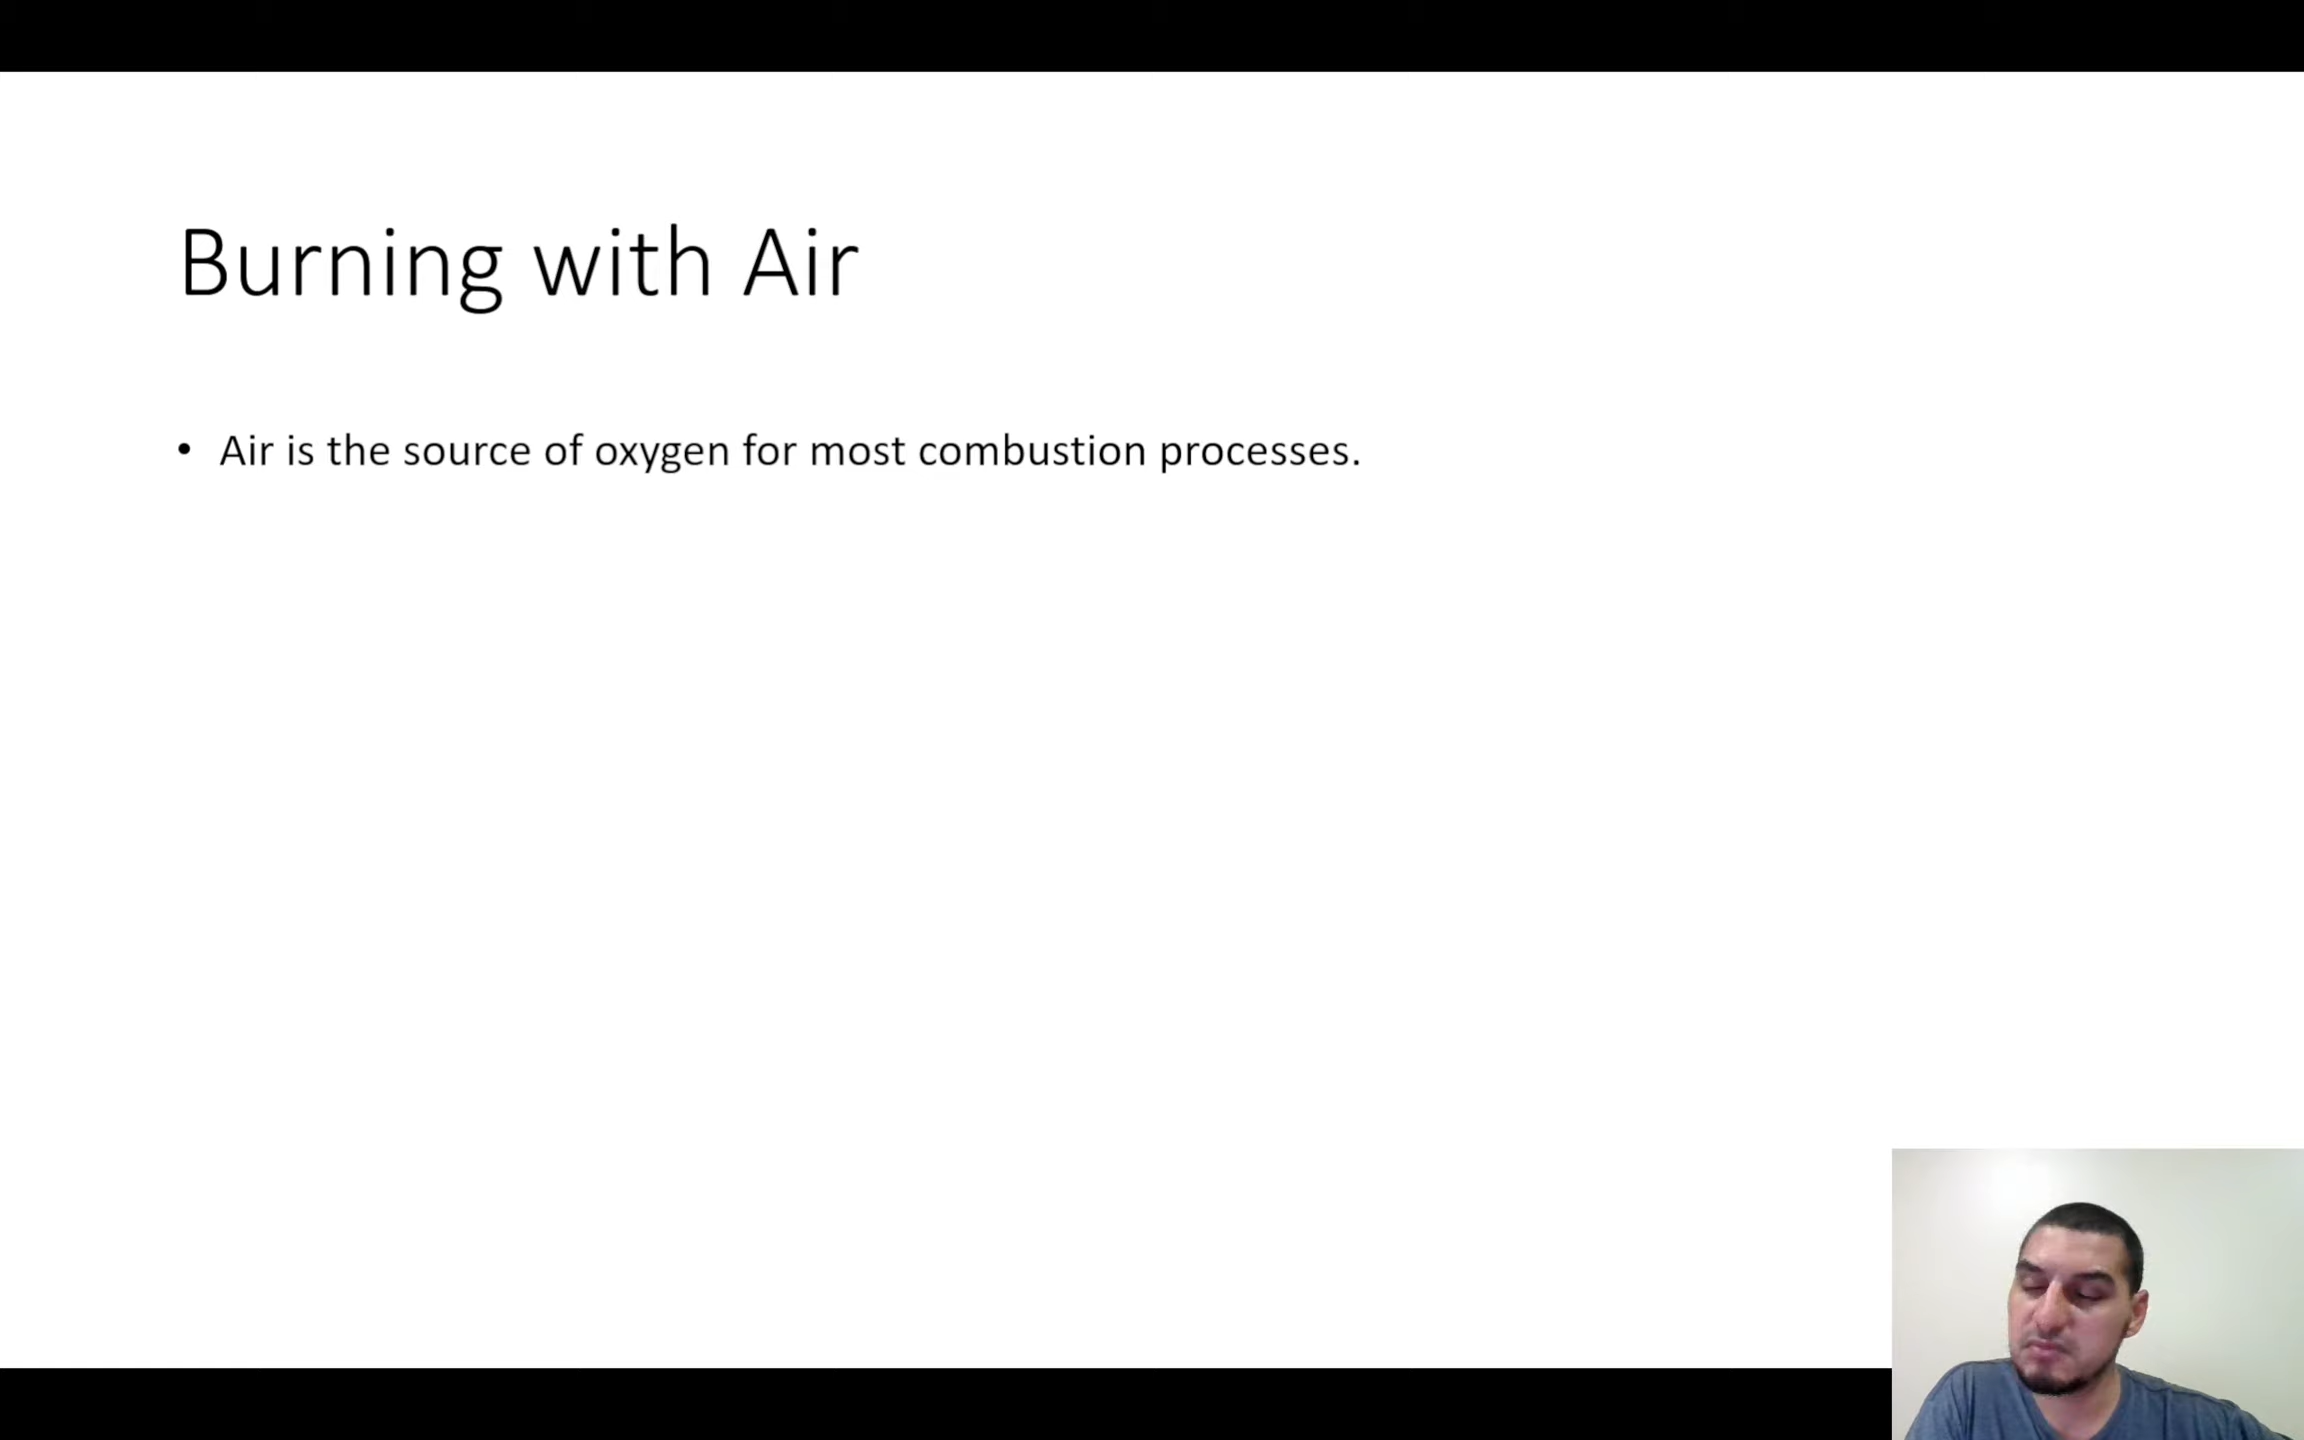 Burning with Air
• Air is the source of oxygen for most combustion processes.